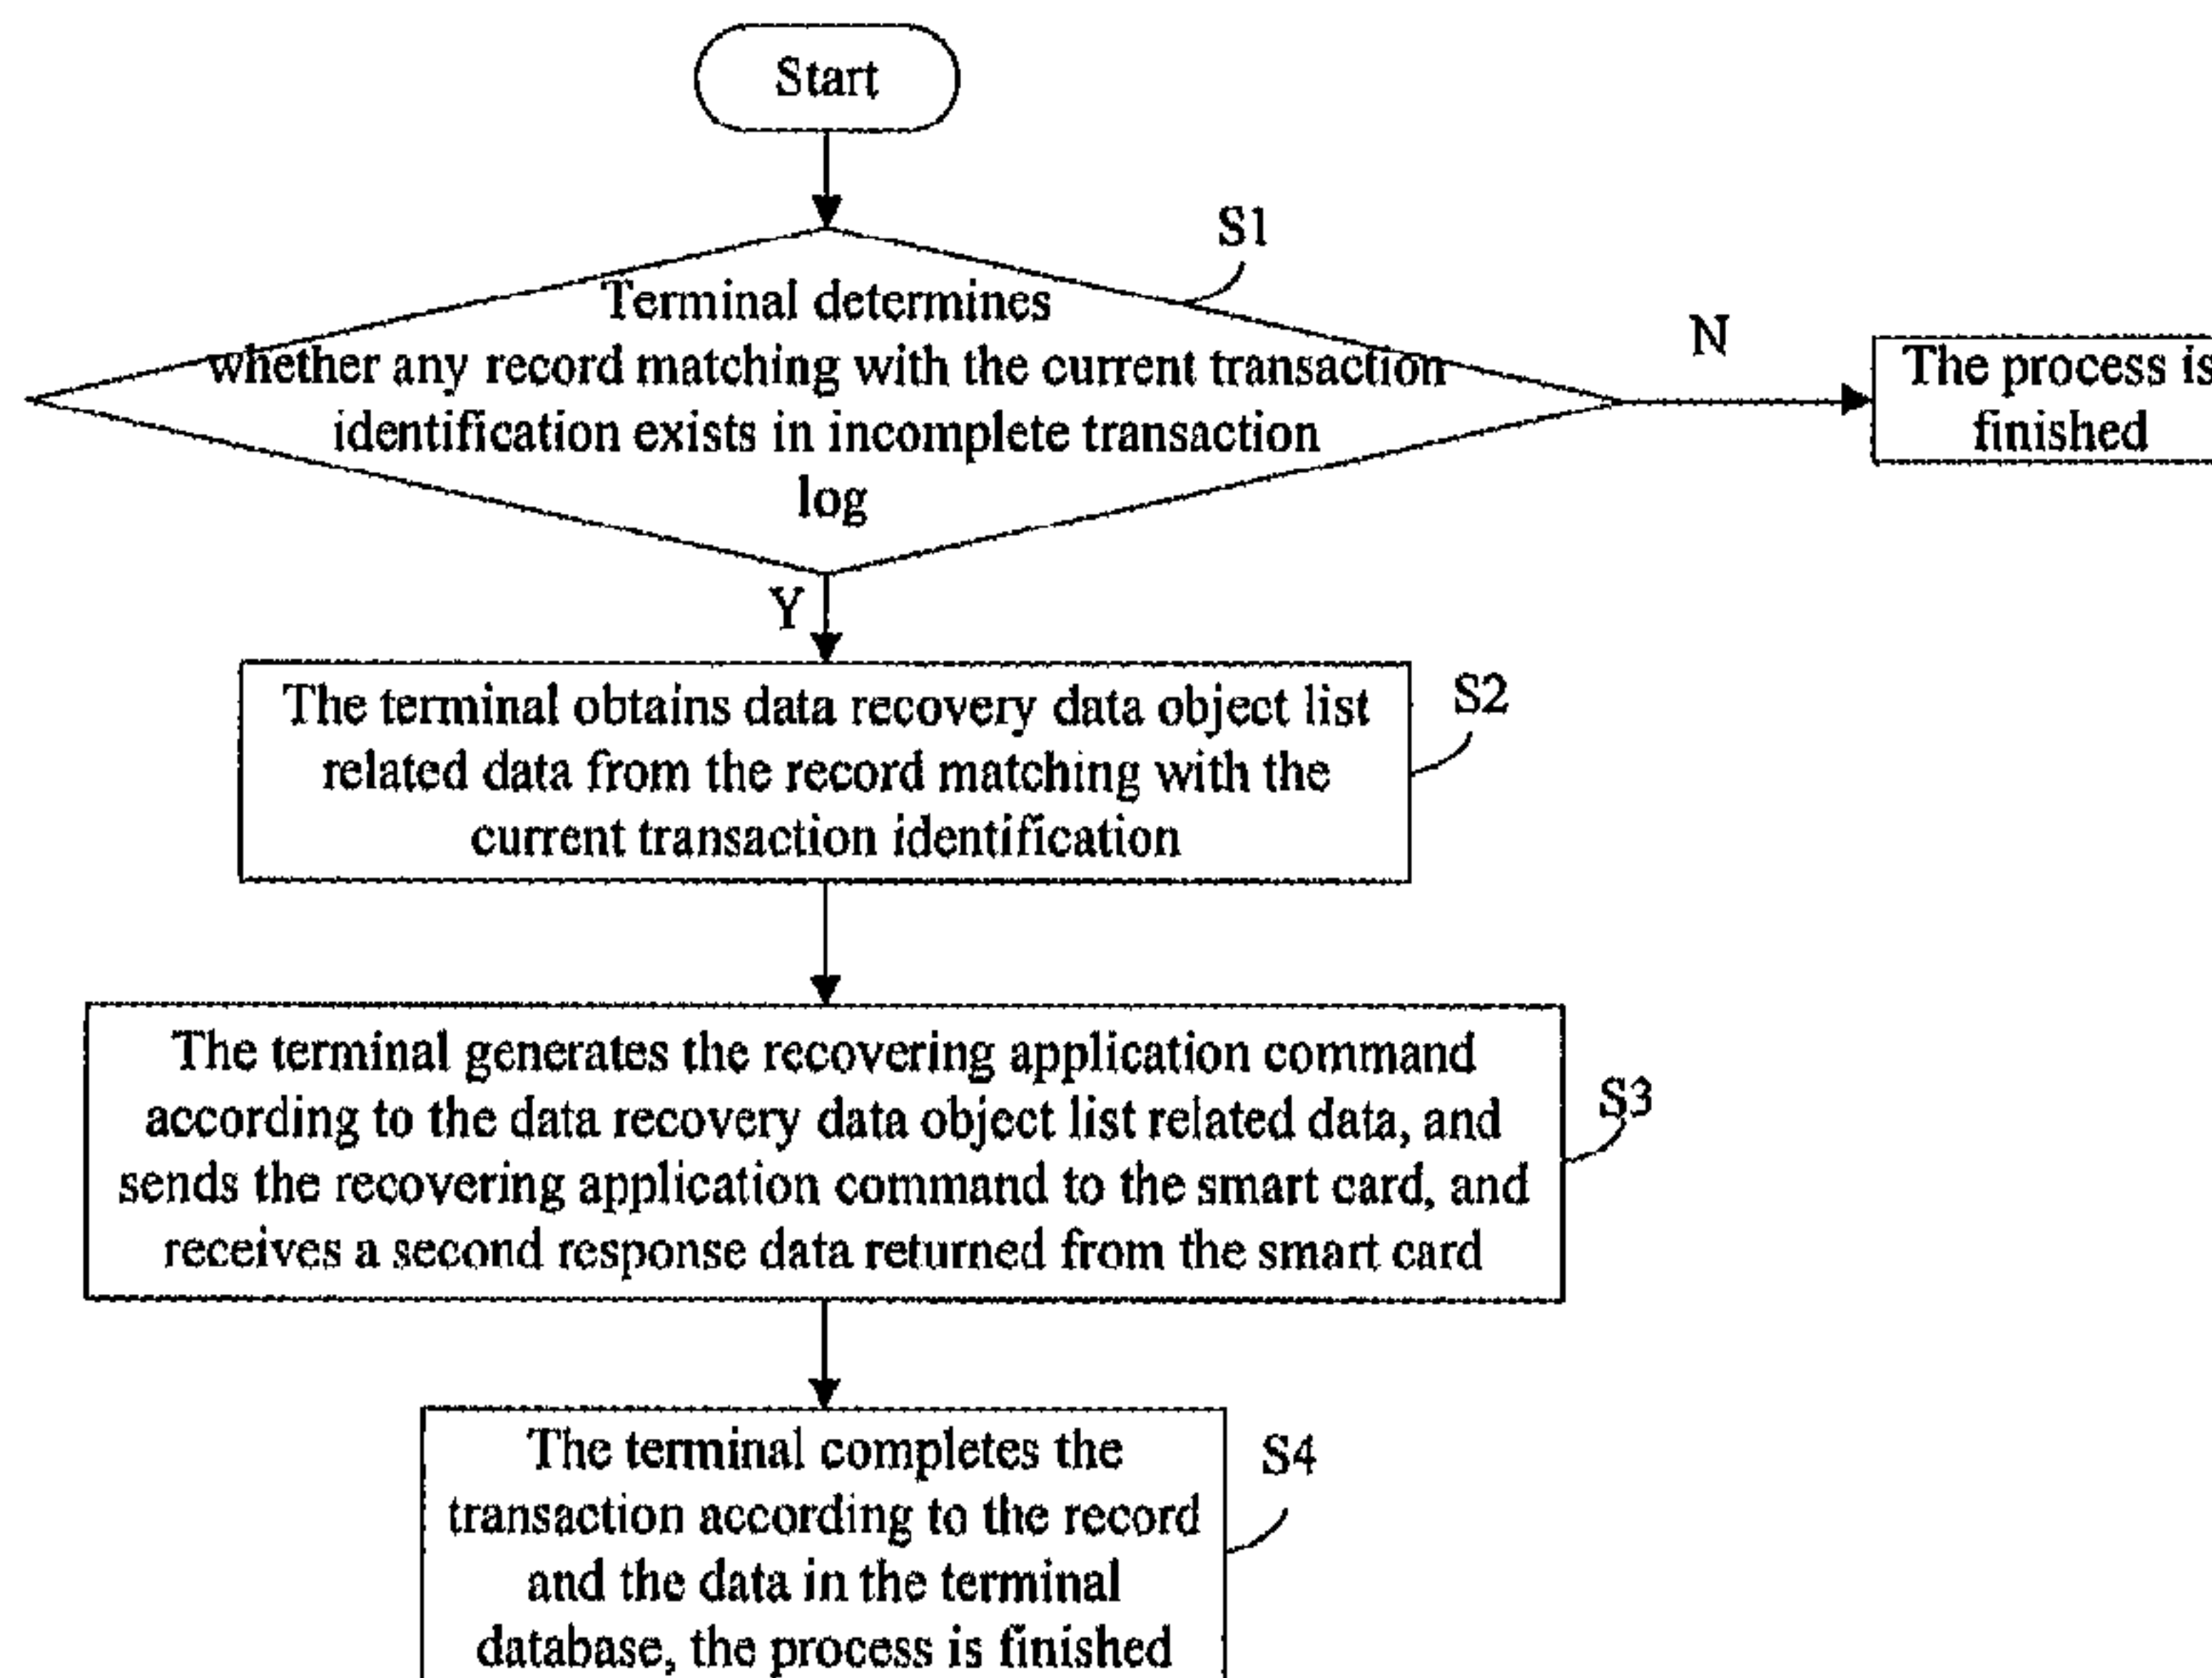 Start
S1
Terminal determines
whether any record matching with the current transaction
identification exists in incomplete transaction
log
N
The process is
finished
Y
The terminal obtains data recovery data object list
related data from the record matching with the
current transaction identification
S2
The terminal generates the recovering application command
according to the data recovery data object list related data, and
sends the recovering application command to the smart card, and
receives a second response data returned from the smart card
S3
The terminal completes the
transaction according to the record
and the data in the terminal
database, the process is finished
S4